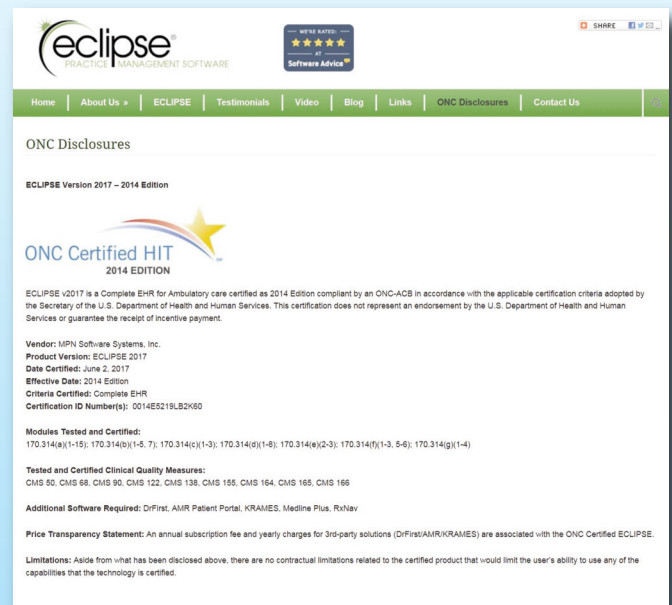 eclipse®
PRACTICE MANAGEMENT SOFTWARE
WE'RE RATED:
AT
Software Advice
SHARE
Home About Us » ECLIPSE Testimonials Video Blog Links ONC Disclosures Contact Us
ONC Disclosures
ECLIPSE Version 2017 – 2014 Edition
ONC Certified HIT
2014 EDITION
ECLIPSE v2017 is a Complete EHR for Ambulatory care certified as 2014 Edition compliant by an ONC-ACB in accordance with the applicable certification criteria adopted by
the Secretary of the U.S. Department of Health and Human Services. This certification does not represent an endorsement by the U.S. Department of Health and Human
Services or guarantee the receipt of incentive payment.
Vendor: MPN Software Systems, Inc.
Product Version: ECLIPSE 2017
Date Certified: June 2, 2017
Effective Date: 2014 Edition
Criteria Certified: Complete EHR
Certification ID Number(s): 0014E5219LB2K60
Modules Tested and Certified:
170.314(a)(1-15); 170.314(b)(1-5, 7); 170.314(c)(1-3); 170.314(d)(1-8); 170.314(e)(2-3); 170.314(f)(1-3, 5-6); 170.314(g)(1-4)
Tested and Certified Clinical Quality Measures:
CMS 50, CMS 68, CMS 90, CMS 122, CMS 138, CMS 155, CMS 164, CMS 165, CMS 166
Additional Software Required: DrFirst, AMR Patient Portal, KRAMES, Medline Plus, RxNav
Price Transparency Statement: An annual subscription fee and yearly charges for 3rd-party solutions (DrFirst/AMR/KRAMES) are associated with the ONC Certified ECLIPSE.
Limitations: Aside from what has been disclosed above, there are no contractual limitations related to the certified product that would limit the user's ability to use any of the
capabilities that the technology is certified.